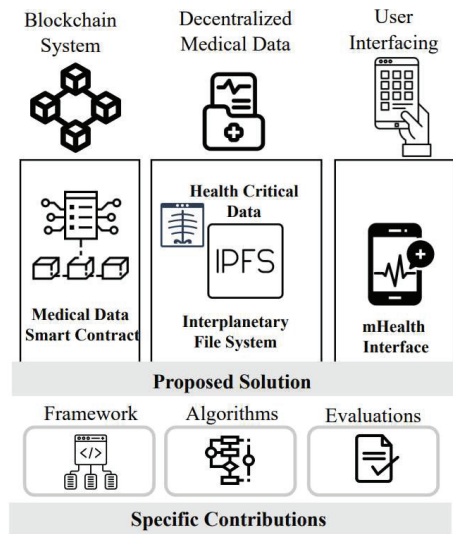 Blockchain
System
Decentralized
Medical Data
User
Interfacing
Medical Data
Smart Contract
Health Critical
Data
IPFS
Interplanetary
File System
mHealth
Interface
Proposed Solution
Framework
</>
Algorithms
Evaluations
Specific Contributions